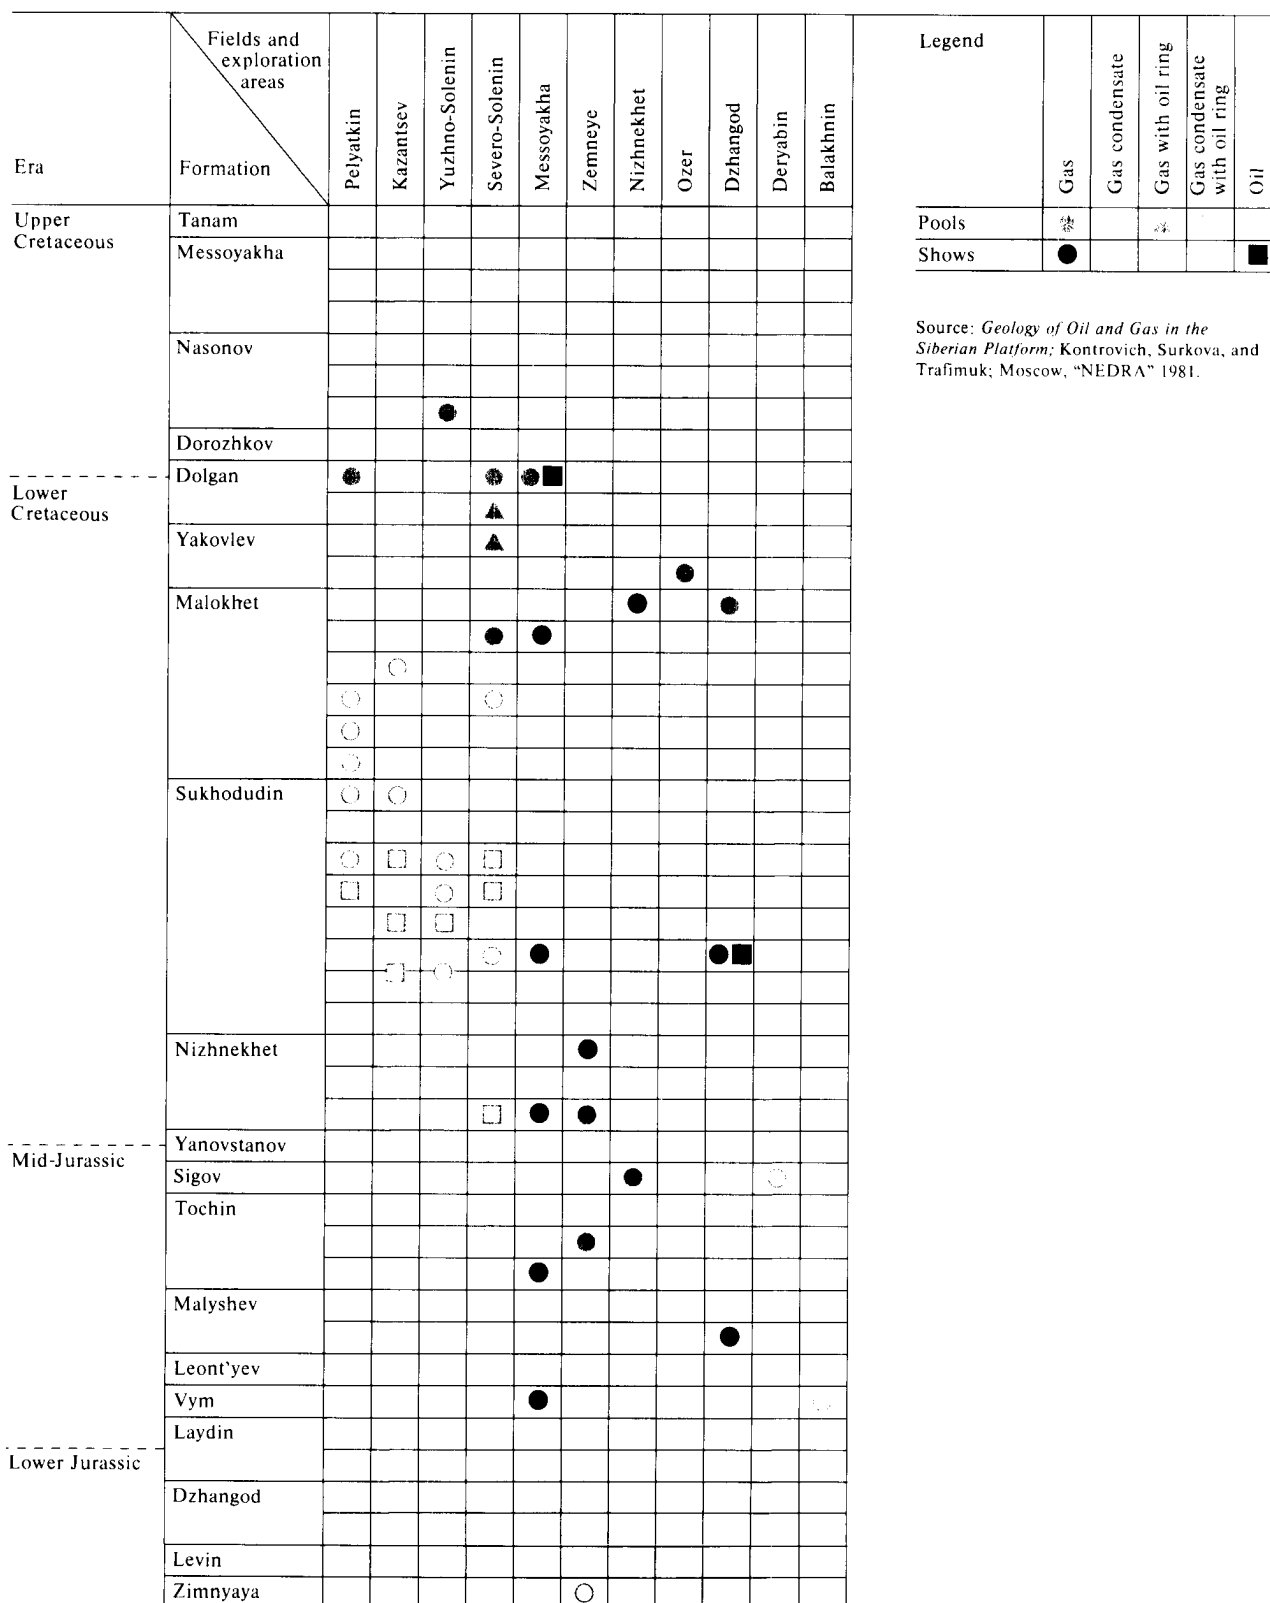 Fields and
exploration
areas
Era
Formation
Pelyatkin
Kazantsev
Yuzhno-Solenin
Severo-Solenin
Messoyakha
Zemneye
Nizhnekhet
Ozer
Dzhangod
Deryabin
Balakhnin
Legend
Gas
Gas condensate
Gas with oil ring
Gas condensate
with oil ring
Oil
Pools
Shows
Source: Geology of Oil and Gas in the
Siberian Platform; Kontrovich, Surkova, and
Trafimuk; Moscow, “NEDRA” 1981.
Upper
Cretaceous
Tanam
Messoyakha
Nasonov
Dorozhkov
Dolgan
Lower
Cretaceous
Yakovlev
Malokhet
Sukhodudin
Nizhnekhet
Yanovstanov
Mid-Jurassic
Sigov
Tochin
Malyshev
Leont’yev
Vym
Laydin
Lower Jurassic
Dzhangod
Levin
Zimnyaya